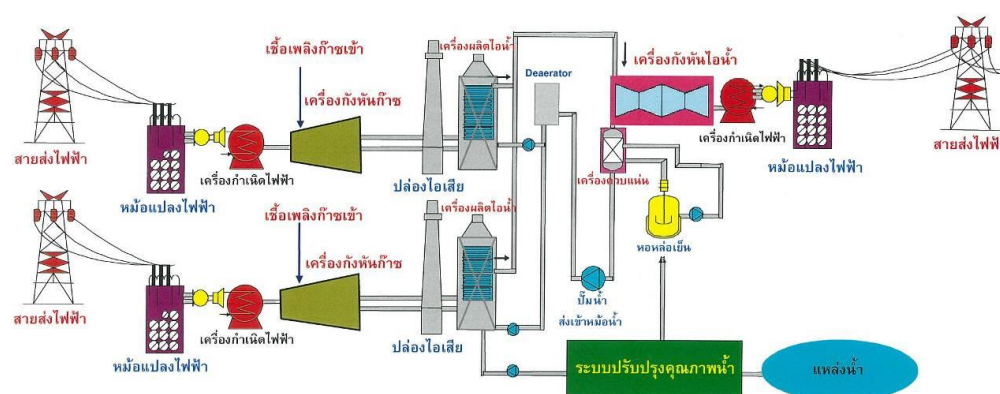 เชื้อเพลิงก๊าซเข้า
เครื่องผลิตไอน้ำ
Deaerator
เครื่องกังหันไอน้ำ
เครื่องกังหันก๊าซ
สายส่งไฟฟ้า
เครื่องกำเนิดไฟฟ้า
หม้อแปลงไฟฟ้า
ปล่องไอเสีย
เครื่องควบแน่น
เครื่องกำเนิดไฟฟ้า
หม้อแปลงไฟฟ้า
สายส่งไฟฟ้า
เชื้อเพลิงก๊าซเข้า
เครื่องผลิตไอน้ำ
หอหล่อเย็น
เครื่องกังหันก๊าซ
สายส่งไฟฟ้า
เครื่องกำเนิดไฟฟ้า
หม้อแปลงไฟฟ้า
ปล่องไอเสีย
ปั๊มน้ำ
ส่งเข้าหม้อน้ำ
ระบบปรับปรุงคุณภาพน้ำ
แหล่งน้ำ